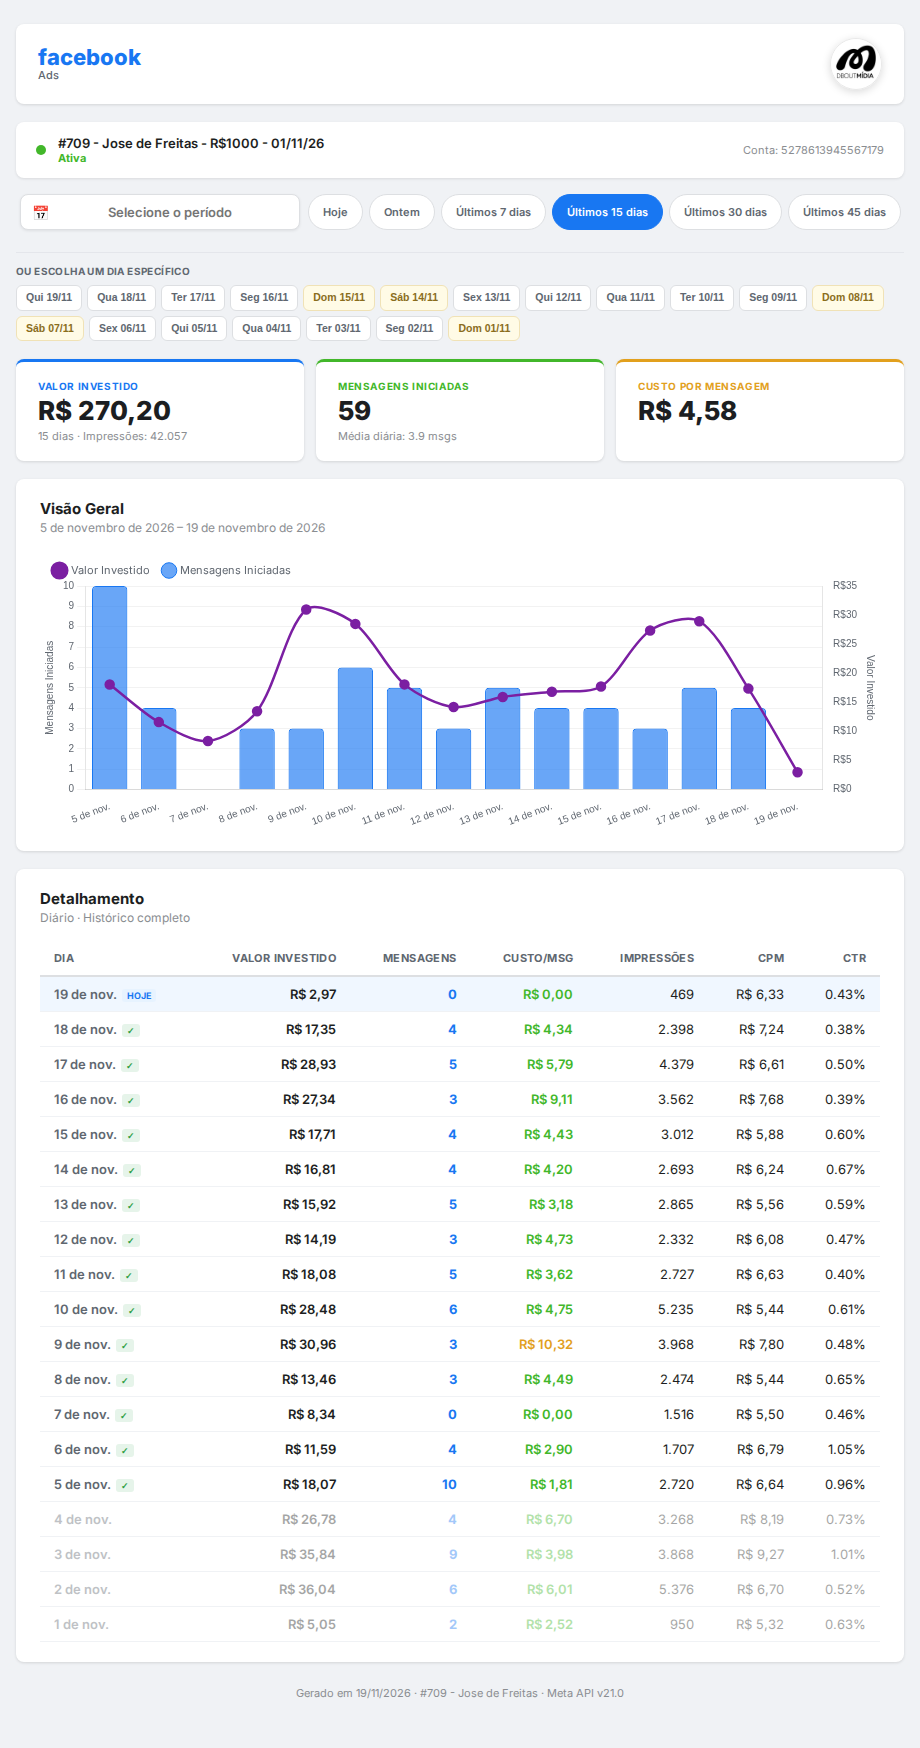 facebook
Ads
DBOUTMÍDIA
#709 - Jose de Freitas - R$1000 - 01/11/26
Ativa
Conta: 5278613945567179
Selecione o período
Hoje
Ontem
Últimos 7 dias
Últimos 15 dias
Últimos 30 dias
Últimos 45 dias
OU ESCOLHA UM DIA ESPECÍFICO
Qui 19/11 Qua 18/11 Ter 17/11 Seg 16/11 Dom 15/11 Sáb 14/11 Sex 13/11 Qui 12/11 Qua 11/11 Ter 10/11 Seg 09/11 Dom 08/11
Sáb 07/11 Sex 06/11 Qui 05/11 Qua 04/11 Ter 03/11 Seg 02/11 Dom 01/11
VALOR INVESTIDO
R$ 270,20
15 dias · Impressões: 42.057
MENSAGENS INICIADAS
59
Média diária: 3.9 msgs
CUSTO POR MENSAGEM
R$ 4,58
Visão Geral
5 de novembro de 2026 – 19 de novembro de 2026
Valor Investido Mensagens Iniciadas
Mensagens Iniciadas
10
9
8
7
6
5
4
3
2
1
0
R$35
R$30
R$25
R$20
R$15
R$10
R$5
R$0
Valor Investido
5 de nov. 6 de nov. 7 de nov. 8 de nov. 9 de nov. 10 de nov. 11 de nov. 12 de nov. 13 de nov. 14 de nov. 15 de nov. 16 de nov. 17 de nov. 18 de nov. 19 de nov.
Detalhamento
Diário · Histórico completo
DIA VALOR INVESTIDO MENSAGENS CUSTO/MSG IMPRESSÕES CPM CTR
19 de nov. HOJE R$ 2,97 0 R$ 0,00 469 R$ 6,33 0.43%
18 de nov. ✓ R$ 17,35 4 R$ 4,34 2.398 R$ 7,24 0.38%
17 de nov. ✓ R$ 28,93 5 R$ 5,79 4.379 R$ 6,61 0.50%
16 de nov. ✓ R$ 27,34 3 R$ 9,11 3.562 R$ 7,68 0.39%
15 de nov. ✓ R$ 17,71 4 R$ 4,43 3.012 R$ 5,88 0.60%
14 de nov. ✓ R$ 16,81 4 R$ 4,20 2.693 R$ 6,24 0.67%
13 de nov. ✓ R$ 15,92 5 R$ 3,18 2.865 R$ 5,56 0.59%
12 de nov. ✓ R$ 14,19 3 R$ 4,73 2.332 R$ 6,08 0.47%
11 de nov. ✓ R$ 18,08 5 R$ 3,62 2.727 R$ 6,63 0.40%
10 de nov. ✓ R$ 28,48 6 R$ 4,75 5.235 R$ 5,44 0.61%
9 de nov. ✓ R$ 30,96 3 R$ 10,32 3.968 R$ 7,80 0.48%
8 de nov. ✓ R$ 13,46 3 R$ 4,49 2.474 R$ 5,44 0.65%
7 de nov. ✓ R$ 8,34 0 R$ 0,00 1.516 R$ 5,50 0.46%
6 de nov. ✓ R$ 11,59 4 R$ 2,90 1.707 R$ 6,79 1.05%
5 de nov. ✓ R$ 18,07 10 R$ 1,81 2.720 R$ 6,64 0.96%
4 de nov. R$ 26,78 4 R$ 6,70 3.268 R$ 8,19 0.73%
3 de nov. R$ 35,84 9 R$ 3,98 3.868 R$ 9,27 1.01%
2 de nov. R$ 36,04 6 R$ 6,01 5.376 R$ 6,70 0.52%
1 de nov. R$ 5,05 2 R$ 2,52 950 R$ 5,32 0.63%
Gerado em 19/11/2026 · #709 - Jose de Freitas · Meta API v21.0